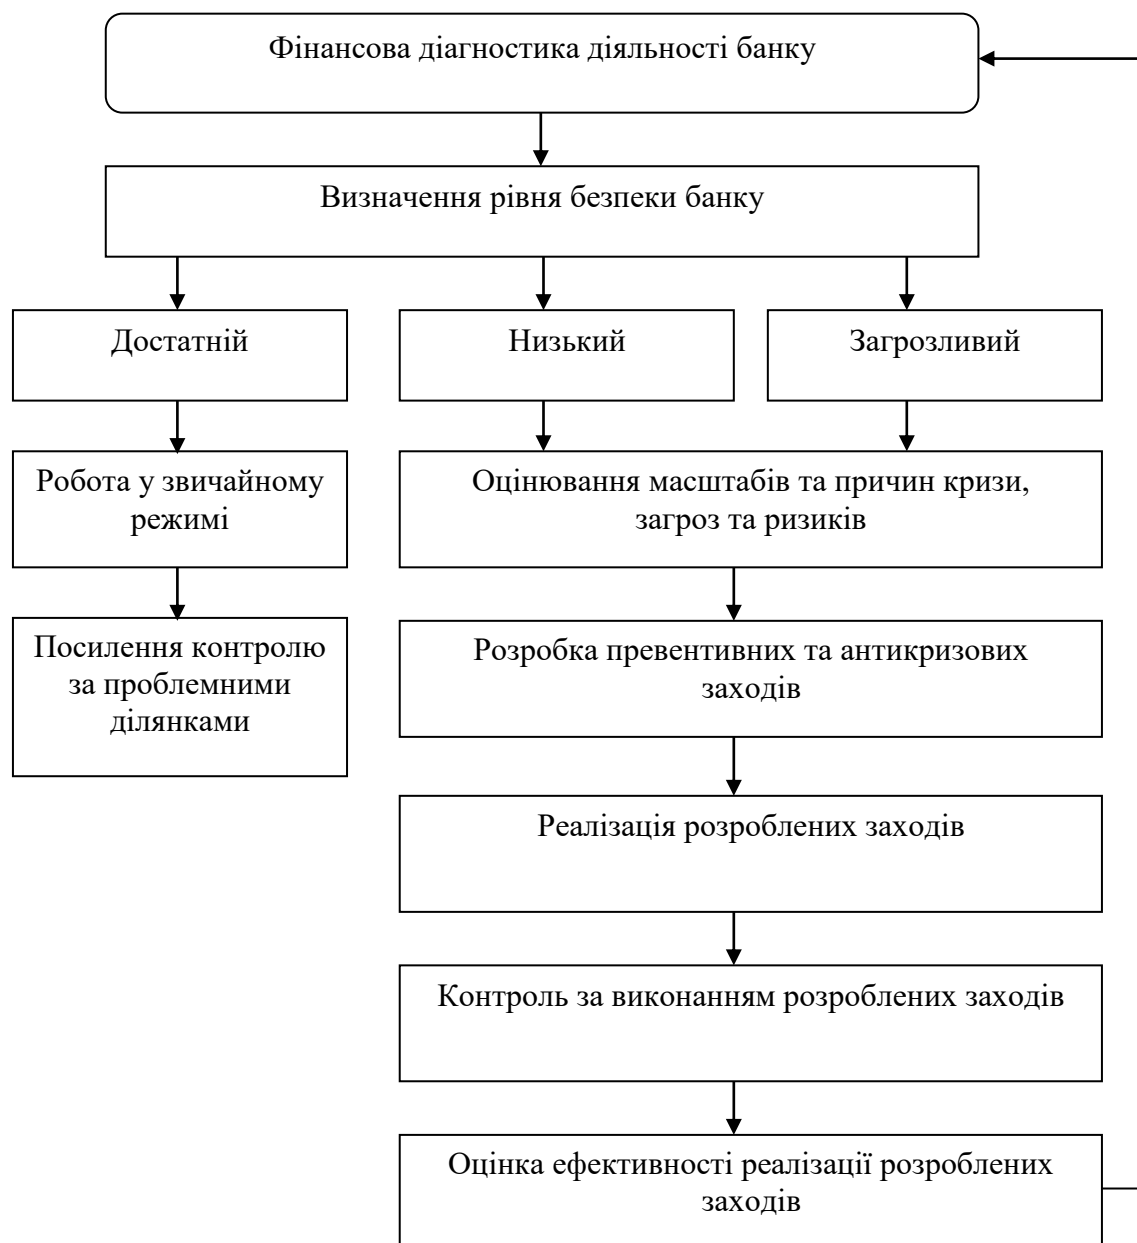 Фінансова діагностика діяльності банку
Визначення рівня безпеки банку
Достатній
Низький
Загрозливий
Робота у звичайному
режимі
Оцінювання масштабів та причин кризи,
загроз та ризиків
Посилення контролю
за проблемними
ділянками
Розробка превентивних та антикризових
заходів
Реалізація розроблених заходів
Контроль за виконанням розроблених заходів
Оцінка ефективності реалізації розроблених
заходів